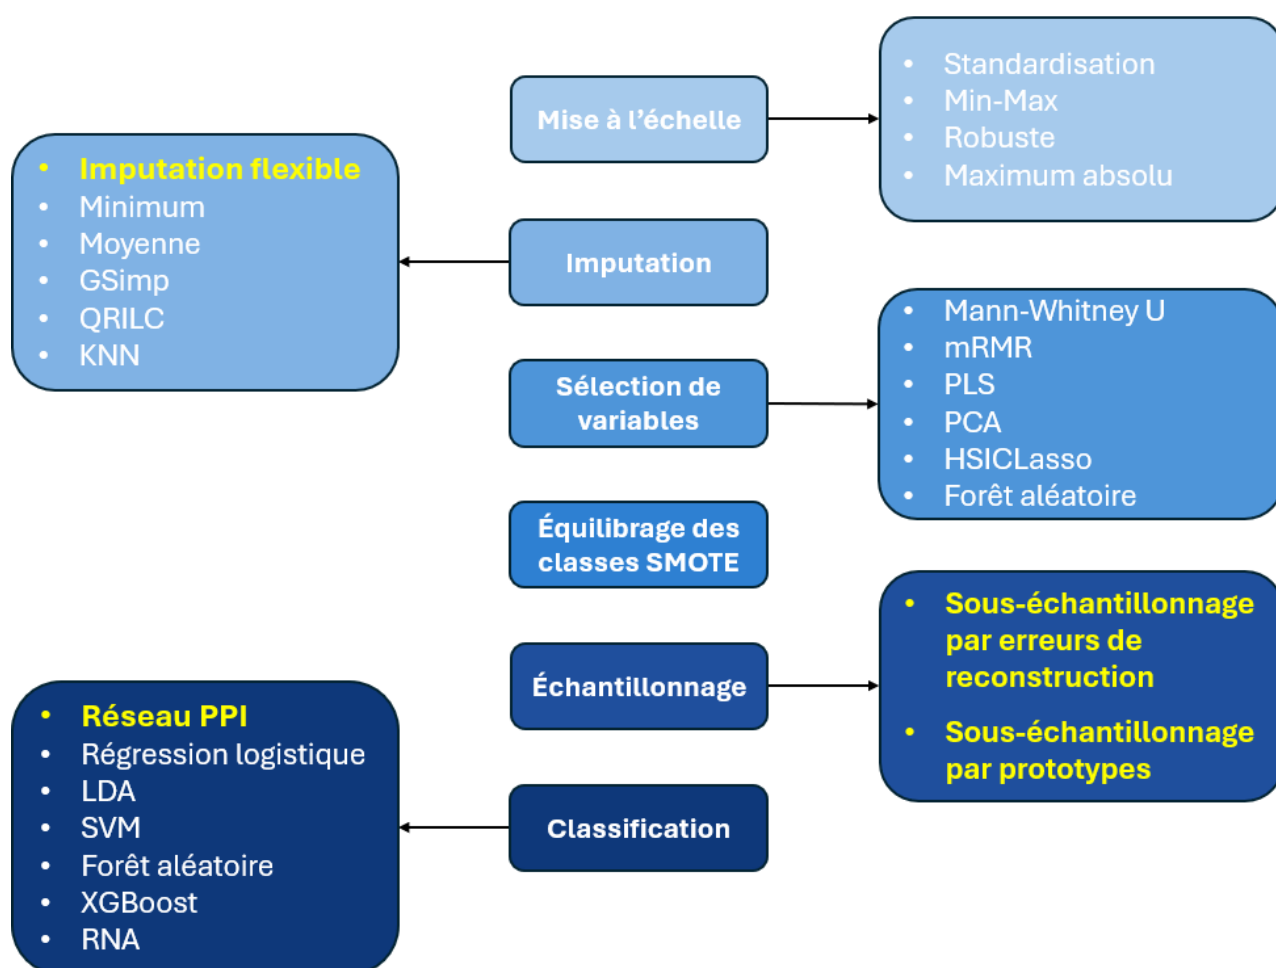 Mise à l’échelle
• Standardisation
• Min-Max
• Robuste
• Maximum absolu
Imputation
• Imputation flexible
• Minimum
• Moyenne
• GSimp
• QRILC
• KNN
Sélection de
variables
• Mann-Whitney U
• mRMR
• PLS
• PCA
• HSICLasso
• Forêt aléatoire
Équilibrage des
classes SMOTE
Échantillonnage
• Sous-échantillonnage
par erreurs de
reconstruction
• Sous-échantillonnage
par prototypes
Classification
• Réseau PPI
• Régression logistique
• LDA
• SVM
• Forêt aléatoire
• XGBoost
• RNA